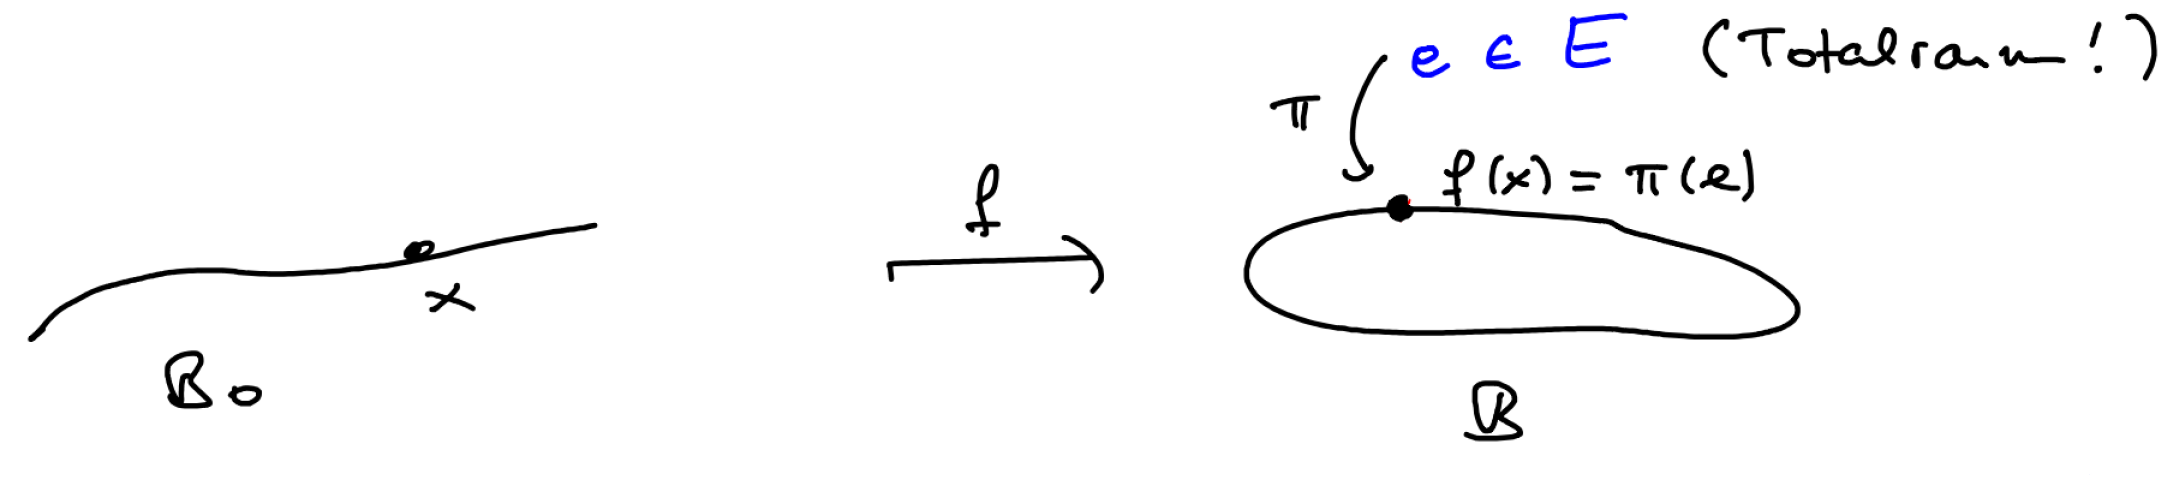 e ∈ E (Totalraum!)
π
f(x) = π(e)
f
x
B₀
B